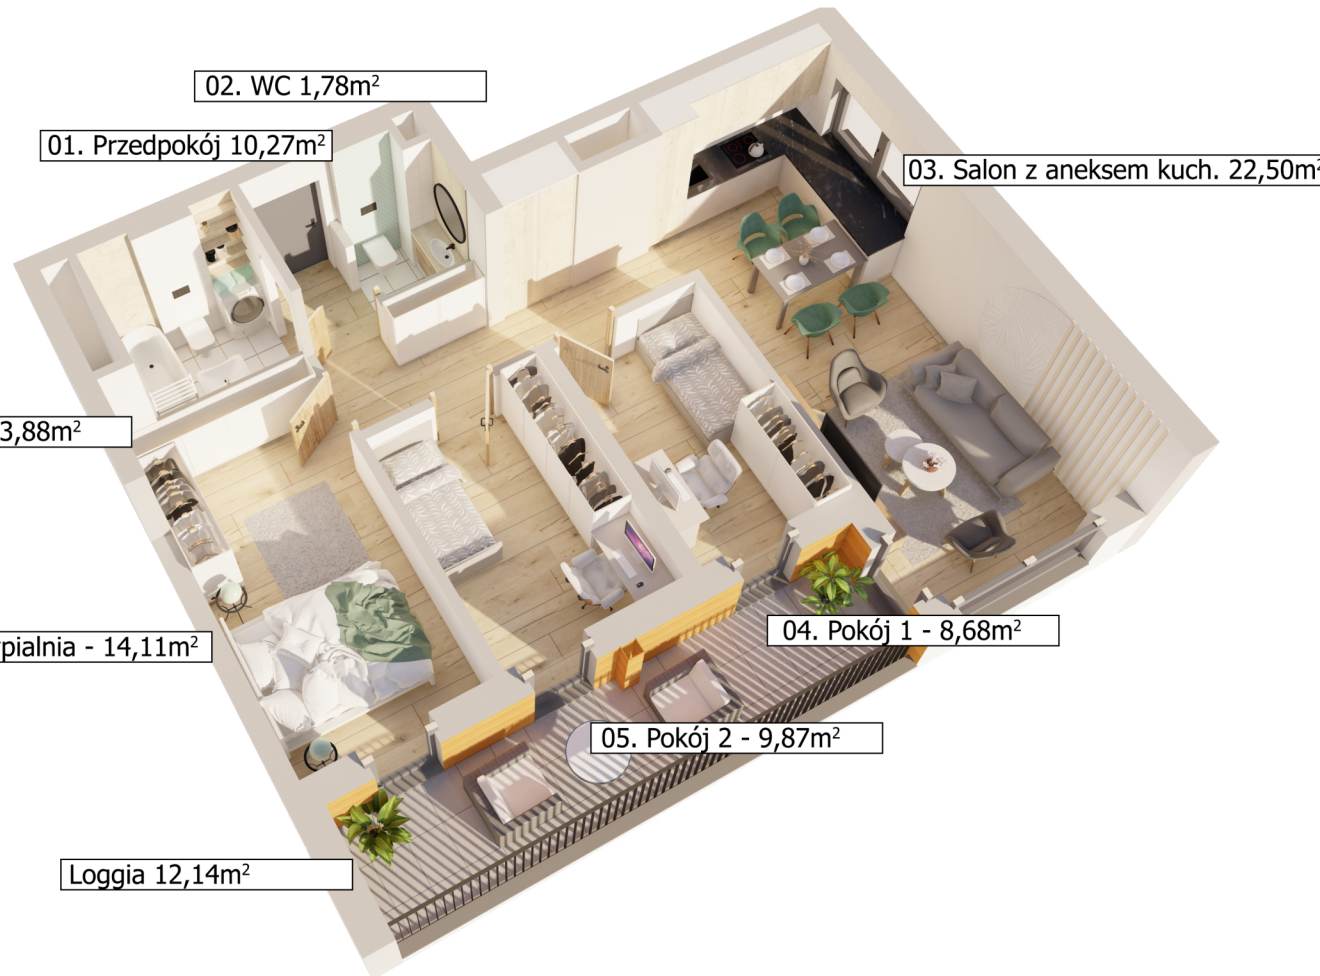 02. WC 1,78m²
01. Przedpokój 10,27m²
03. Salon z aneksem kuch. 22,50m²
3,88m²
pialnia - 14,11m²
04. Pokój 1 - 8,68m²
05. Pokój 2 - 9,87m²
Loggia 12,14m²